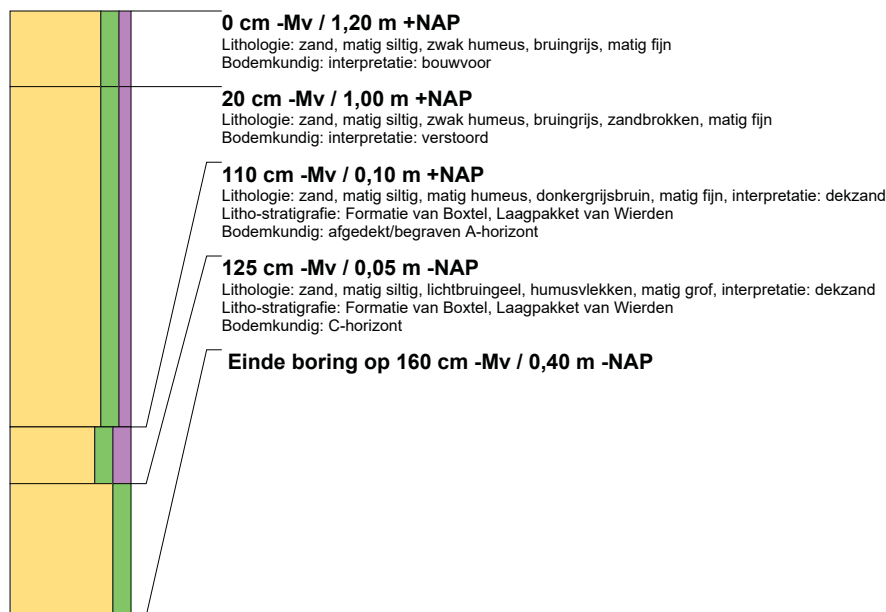 0 cm -Mv / 1,20 m +NAP
Lithologie: zand, matig siltig, zwak humeus, bruingrijs, matig fijn
Bodemkundig: interpretatie: bouwvoor
20 cm -Mv / 1,00 m +NAP
Lithologie: zand, matig siltig, zwak humeus, bruingrijs, zandbrokken, matig fijn
Bodemkundig: interpretatie: verstoord
110 cm -Mv / 0,10 m +NAP
Lithologie: zand, matig siltig, matig humeus, donkergrijsbruin, matig fijn, interpretatie: dekzand
Litho-stratigrafie: Formatie van Boxtel, Laagpakket van Wierden
Bodemkundig: afgedekt/begraven A-horizont
125 cm -Mv / 0,05 m -NAP
Lithologie: zand, matig siltig, lichtbruingeel, humusvlekken, matig grof, interpretatie: dekzand
Litho-stratigrafie: Formatie van Boxtel, Laagpakket van Wierden
Bodemkundig: C-horizont
Einde boring op 160 cm -Mv / 0,40 m -NAP